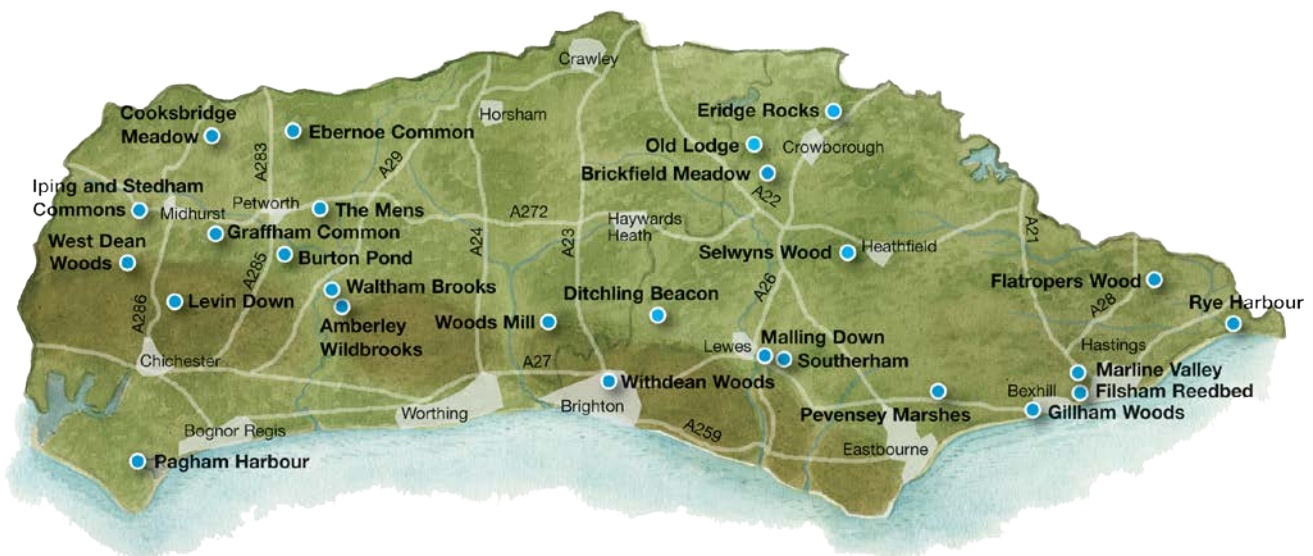 Crawley
Cooksbridge
Meadow
Ebernoe Common
Horsham
Eridge Rocks
Old Lodge
Crowborough
Brickfield Meadow
A283
A29
A22
Iping and Stedham
Commons
Midhurst
Petworth
The Mens
A272
Haywards
Heath
Graffham Common
West Dean
Woods
Burton Pond
A285
A24
A23
Selwyns Wood
Heathfield
A21
A26
Flatropers Wood
A28
Rye Harbour
Levin Down
A286
Waltham Brooks
Amberley
Wildbrooks
Woods Mill
Ditchling Beacon
Malling Down
Lewes
Southerham
Hastings
Marline Valley
Chichester
A27
Withdean Woods
Bexhill
Filsham Reedbed
Gillham Woods
Pevensey Marshes
Worthing
Brighton
A259
Bognor Regis
Eastbourne
Pagham Harbour